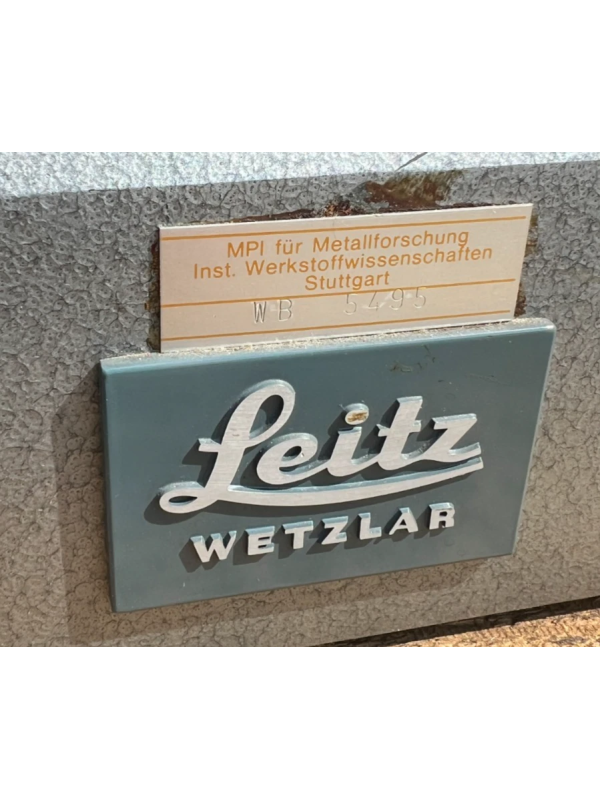 MPI für Metallforschung
Inst. Werkstoffwissenschaften
Stuttgart
WB 5495
Leitz
WETZLAR